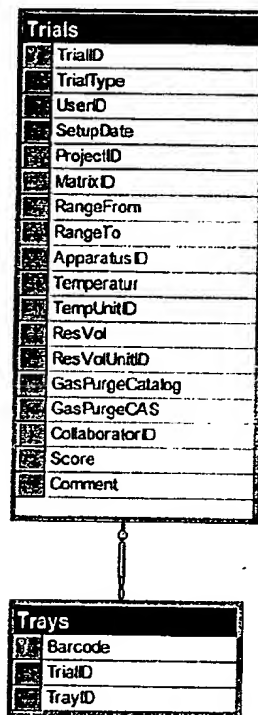 Trials
TrialID
TrialType
UserID
SetupDate
ProjectID
MatrixID
RangeFrom
RangeTo
ApparatusID
Temperatur
TempUnitID
ResVol
ResVolUnitID
GasPurgeCatalog
GasPurgeCAS
CollaboratorID
Score
Comment
Trays
Barcode
TrialID
TrayID